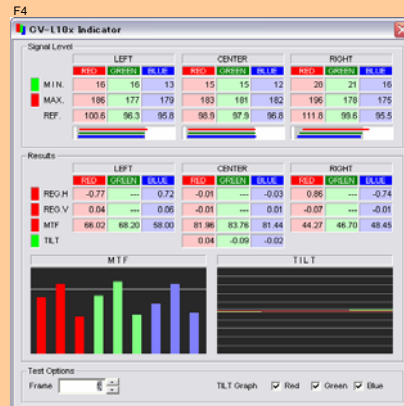 F4
GV-L10x Indicator
Signal Level
LEFT CENTER RIGHT
RED GREEN BLUE RED GREEN BLUE RED GREEN BLUE
MIN. 16 16 13 15 15 12 28 21 16
MAX. 186 177 179 183 181 182 196 178 175
REF. 100.6 96.3 95.8 98.9 97.9 96.8 111.8 99.6 95.5
Results
LEFT CENTER RIGHT
RED GREEN BLUE RED GREEN BLUE RED GREEN BLUE
REG.H -0.77 --- 0.72 -0.01 --- -0.03 0.86 --- -0.74
REG.V 0.04 --- 0.06 -0.01 --- 0.01 -0.07 --- -0.01
MTF 66.02 68.20 58.00 81.96 83.76 81.44 44.27 46.70 48.45
TILT 0.04 -0.09 -0.02
MTF TILT
Test Options
Frame TILT Graph Red Green Blue